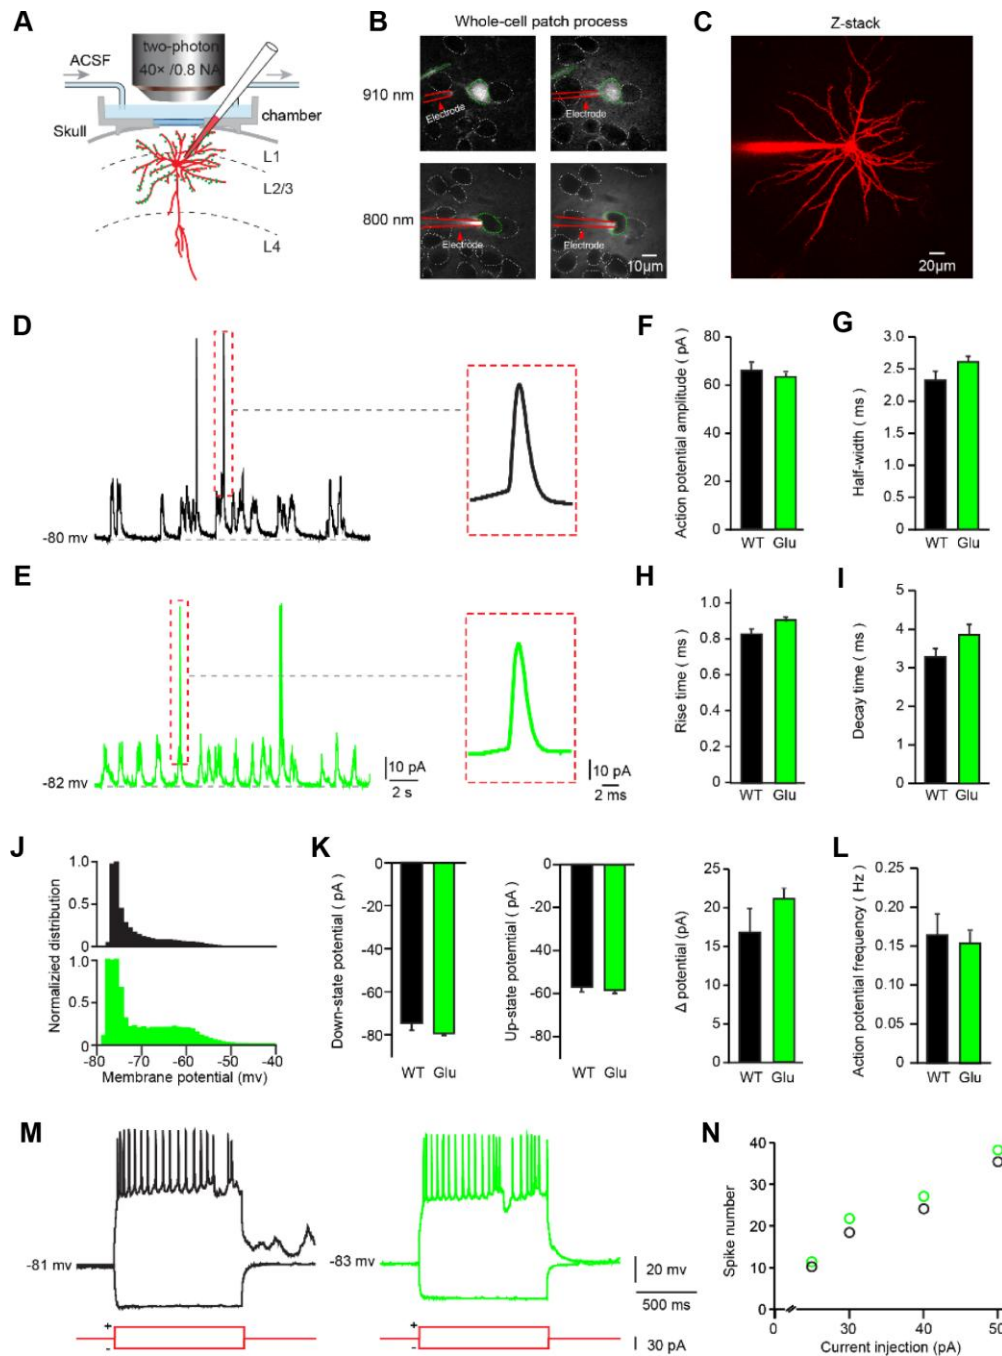 A
two-photon
40× /0.8 NA
ACSF
Skull
chamber
L1
L2/3
L4
B
Whole-cell patch process
910 nm
Electrode
Electrode
800 nm
Electrode
Electrode
10μm
C
Z-stack
20μm
D
-80 mv
E
-82 mv
10 pA
2 s
10 pA
2 ms
F
Action potential amplitude ( pA )
80
60
40
20
0
WT Glu
G
Half-width ( ms )
3.0
2.5
2.0
1.5
1.0
0.5
0
WT Glu
H
Rise time ( ms )
1.0
0.8
0.6
0.4
0.2
0
WT Glu
I
Decay time ( ms )
5
4
3
2
1
0
WT Glu
J
Normalizied distribution
1.0
0.5
0
1.0
0.5
0
-80 -70 -60 -50 -40
Membrane potential (mv)
K
Down-state potential ( pA )
0
-20
-40
-60
-80
WT Glu
Up-state potential ( pA )
0
-20
-40
-60
-80
WT Glu
Δ potential (pA)
25
20
15
10
5
0
WT Glu
L
Action potential frequency ( Hz )
0.25
0.20
0.15
0.10
0.05
0
WT Glu
M
-81 mv
+
-
-83 mv
+
-
20 mv
500 ms
30 pA
N
Spike number
40
30
20
10
0
0 30 40 50
Current injection (pA)